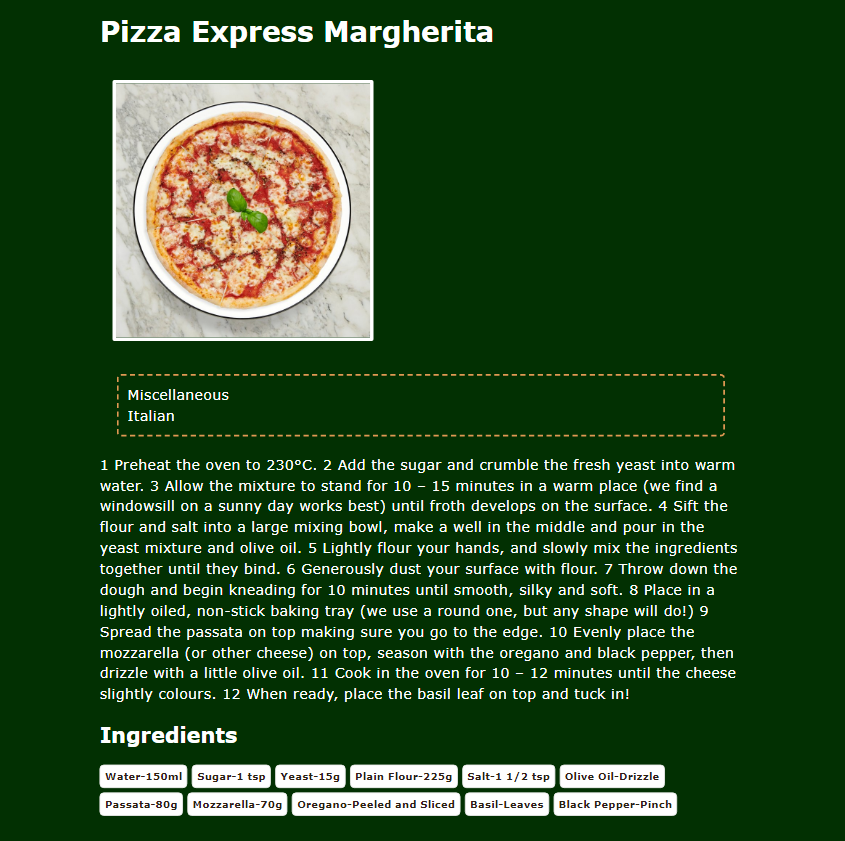 Pizza Express Margherita
Miscellaneous
Italian
1 Preheat the oven to 230°C. 2 Add the sugar and crumble the fresh yeast into warm
water. 3 Allow the mixture to stand for 10 – 15 minutes in a warm place (we find a
windowsill on a sunny day works best) until froth develops on the surface. 4 Sift the
flour and salt into a large mixing bowl, make a well in the middle and pour in the
yeast mixture and olive oil. 5 Lightly flour your hands, and slowly mix the ingredients
together until they bind. 6 Generously dust your surface with flour. 7 Throw down the
dough and begin kneading for 10 minutes until smooth, silky and soft. 8 Place in a
lightly oiled, non-stick baking tray (we use a round one, but any shape will do!) 9
Spread the passata on top making sure you go to the edge. 10 Evenly place the
mozzarella (or other cheese) on top, season with the oregano and black pepper, then
drizzle with a little olive oil. 11 Cook in the oven for 10 – 12 minutes until the cheese
slightly colours. 12 When ready, place the basil leaf on top and tuck in!
Ingredients
Water-150ml Sugar-1 tsp Yeast-15g Plain Flour-225g Salt-1 1/2 tsp Olive Oil-Drizzle
Passata-80g Mozzarella-70g Oregano-Peeled and Sliced Basil-Leaves Black Pepper-Pinch